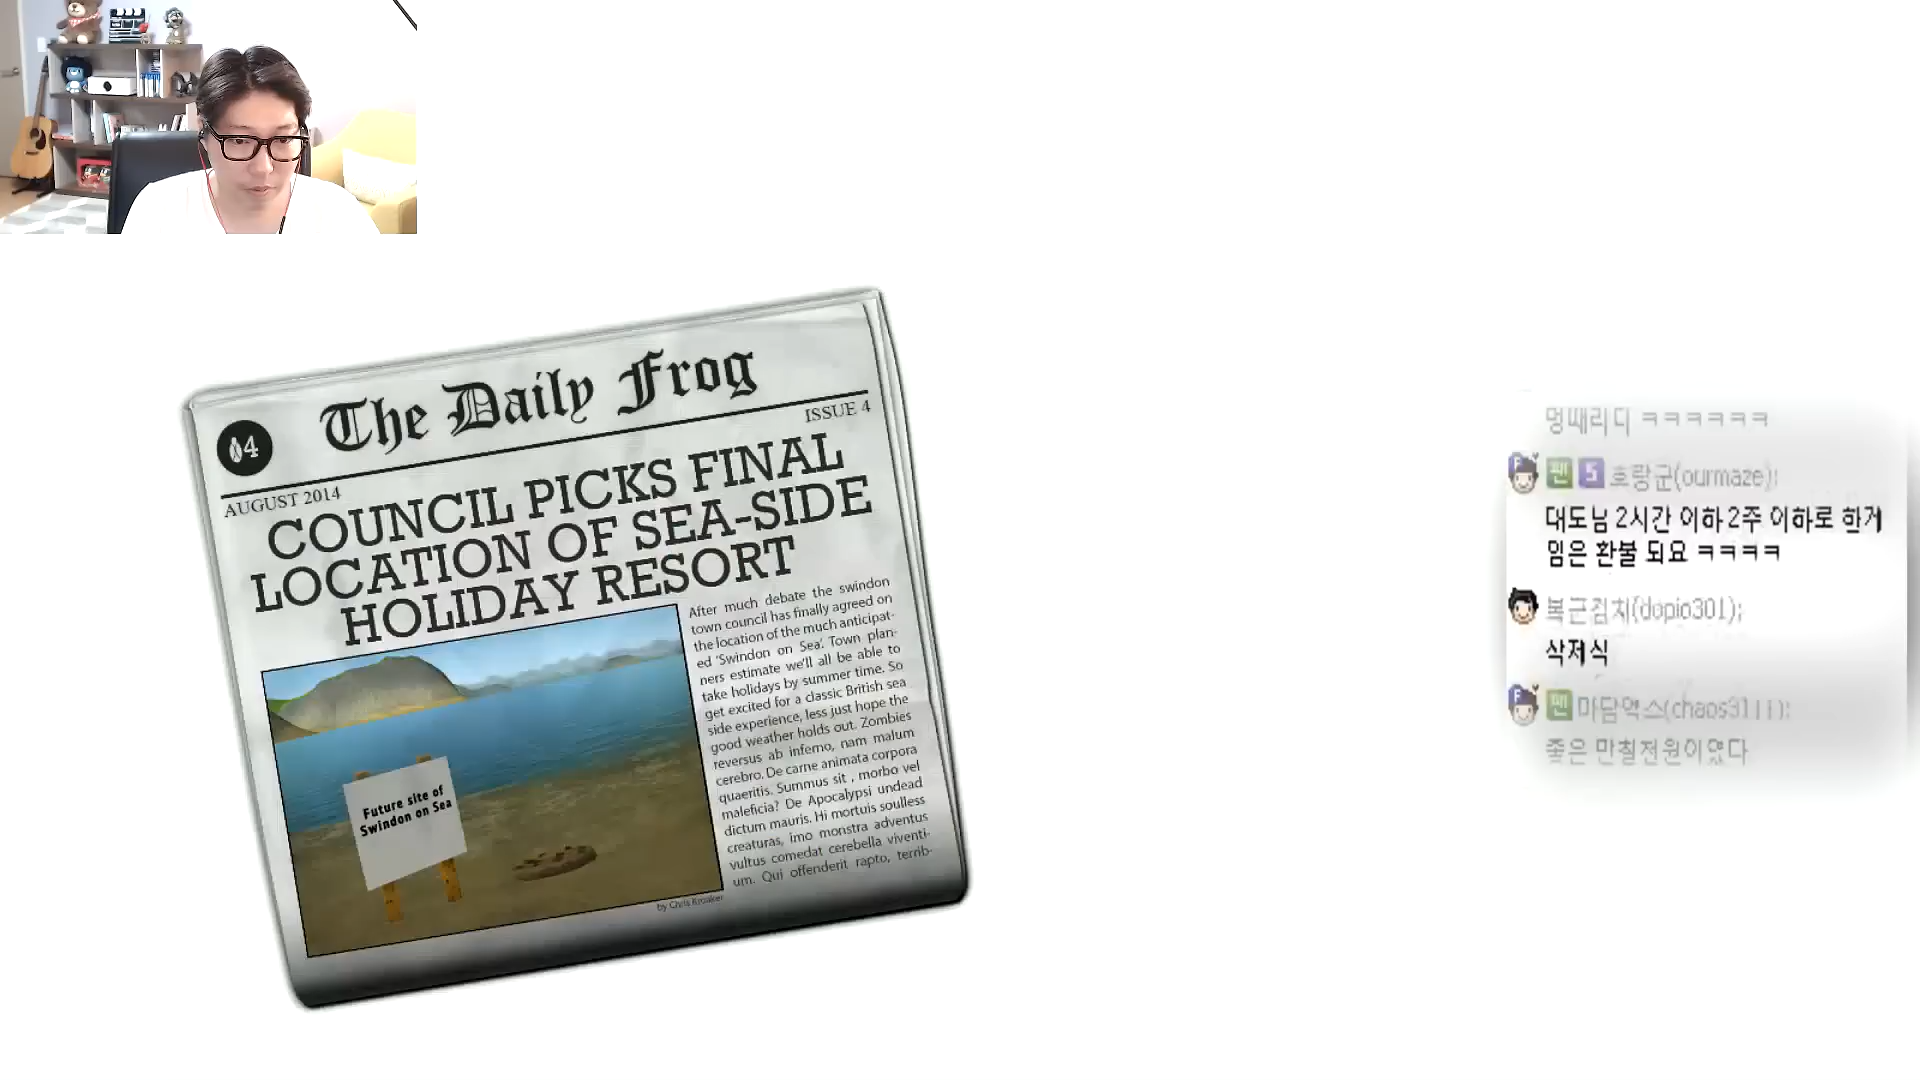 The Daily Frog
04
ISSUE 4
AUGUST 2014
COUNCIL PICKS FINAL
LOCATION OF SEA-SIDE
HOLIDAY RESORT
After much debate the swindon
town council has finally agreed on
the location of the much anticipat-
ed 'Swindon on Sea'. Town plan-
ners estimate we'll all be able to
take holidays by summer time. So
get excited for a classic British sea
side experience, less just hope the
good weather holds out. Zombies
reversus ab inferno, nam malum
cerebro. De carne animata corpora
quaeritis. Summus sit , morbo vel
maleficia? De Apocalypsi undead
dictum mauris. Hi mortuis soulless
creaturas, imo monstra adventus
vultus comedat cerebella viventi-
um. Qui offenderit rapto, terrib-
Future site of
Swindon on Sea
by Chris Kroaker
멍때리디 ㅋㅋㅋㅋㅋㅋ
팬 5 호랑군(ourmaze):
대도님 2시간 이하 2주 이하로 한게
임은 환불 되요 ㅋㅋㅋㅋ
복근김치(dopio301):
삭제식
팬
좋은 만칠천원이였다